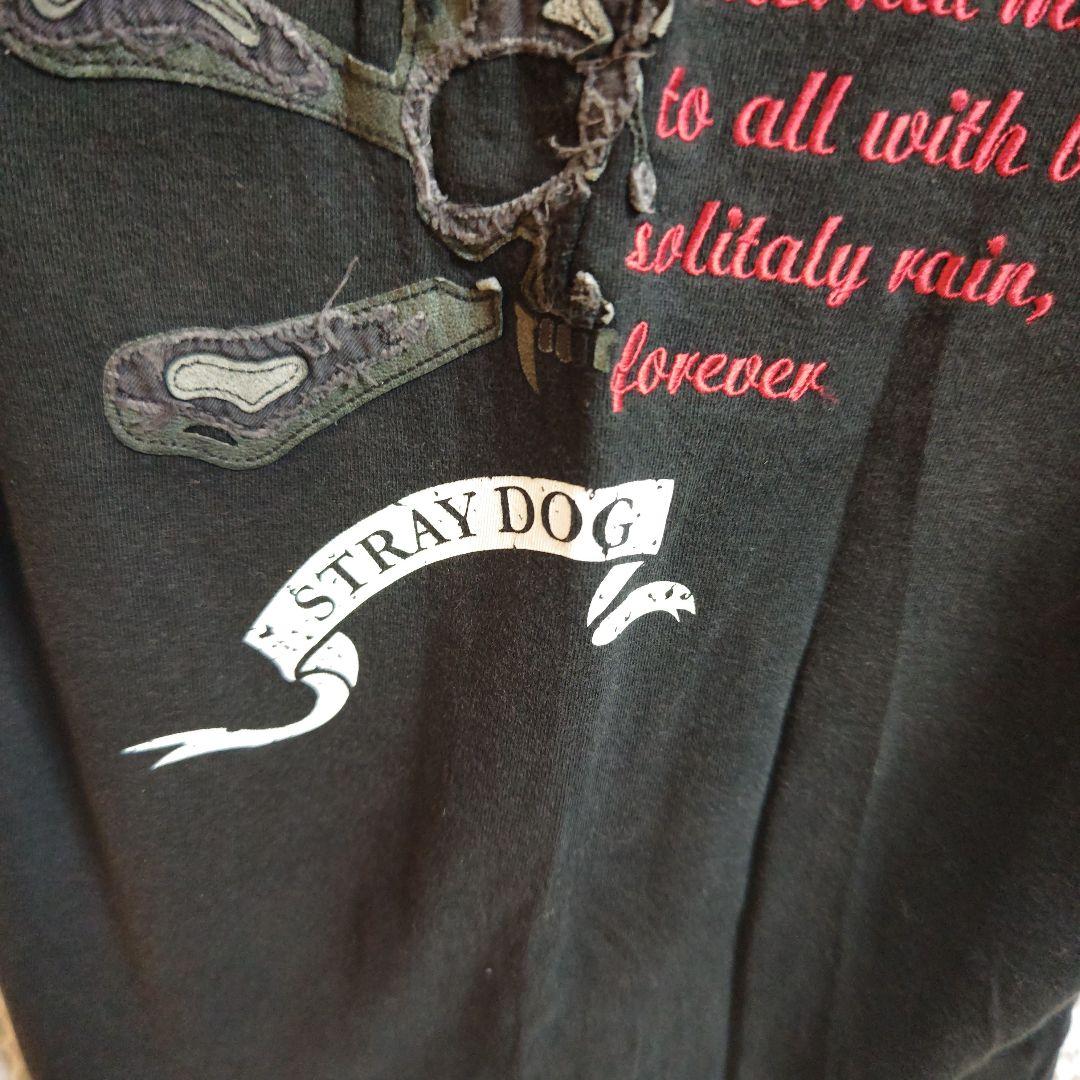 to all with
solitaly rain,
forever
STRAY DOG